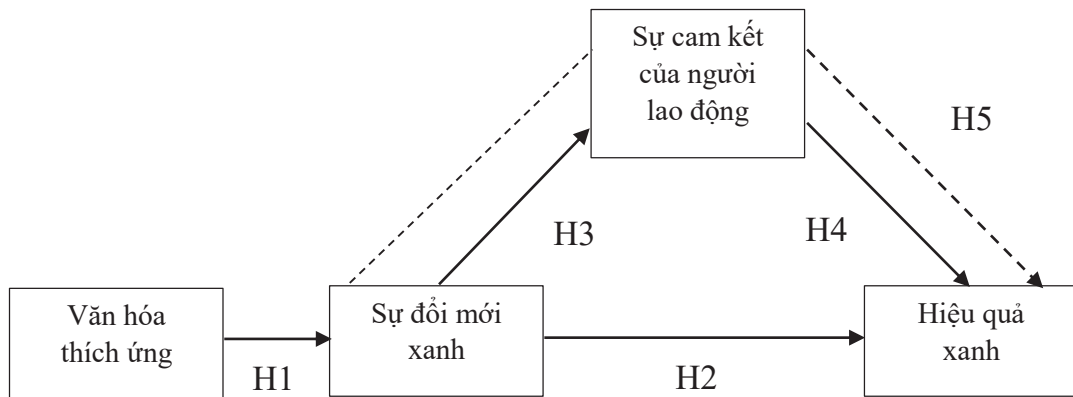 Sự cam kết
của người
lao động
H5
H3
H4
Văn hóa
thích ứng
Sự đổi mới
xanh
Hiệu quả
xanh
H1
H2